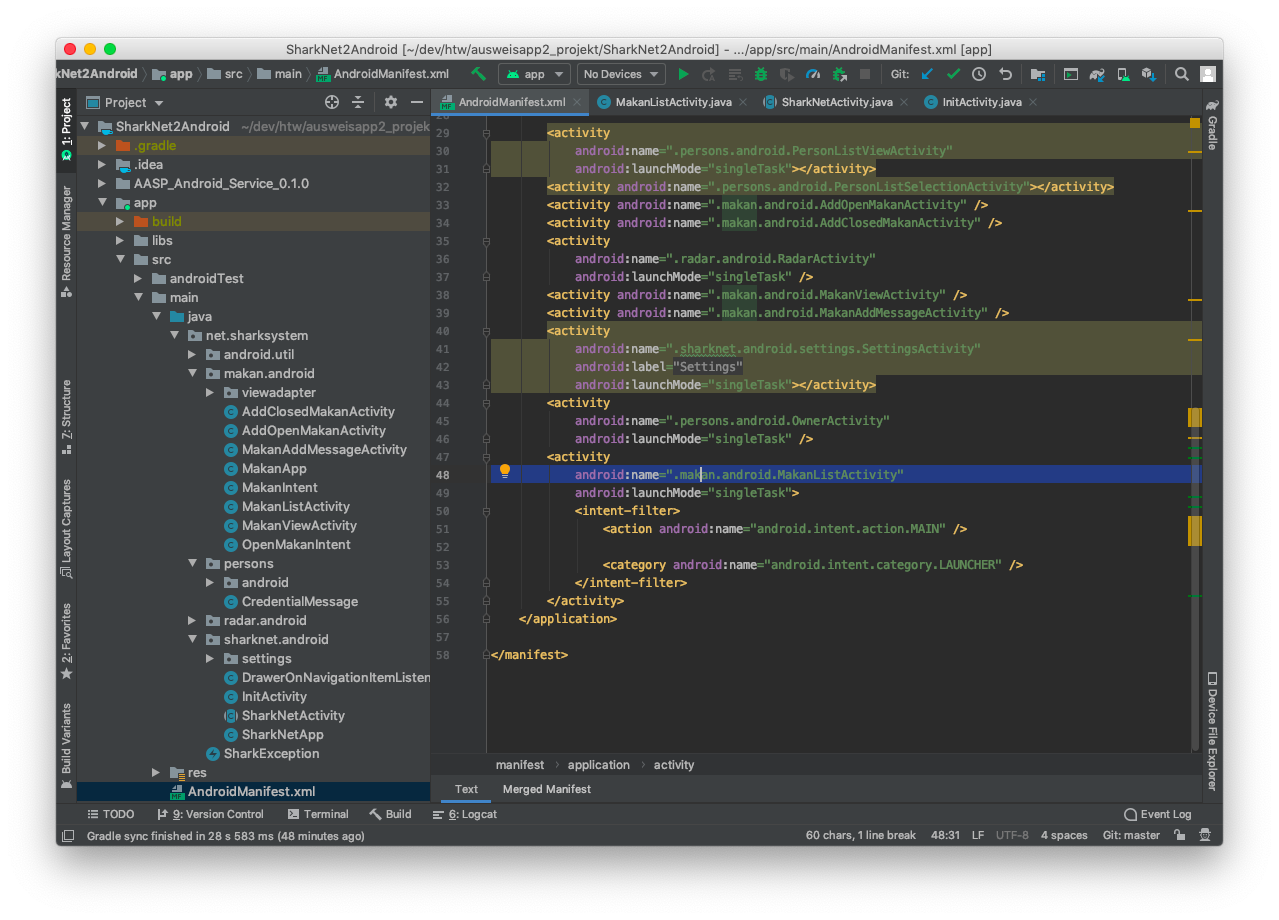 SharkNet2Android [~/dev/htw/ausweisapp2_projekt/SharkNet2Android] - .../app/src/main/AndroidManifest.xml [app]
kNet2Android app src main AndroidManifest.xml app No Devices Git:
1: Project
Resource Manager
Z: Structure
Layout Captures
2: Favorites
Build Variants
Project
SharkNet2Android ~/dev/htw/ausweisapp2_projek
.gradle
.idea
AASP_Android_Service_0.1.0
app
build
libs
src
androidTest
main
java
net.sharksystem
android.util
makan.android
viewadapter
AddClosedMakanActivity
AddOpenMakanActivity
MakanAddMessageActivity
MakanApp
MakanIntent
MakanListActivity
MakanViewActivity
OpenMakanIntent
persons
android
CredentialMessage
radar.android
sharknet.android
settings
DrawerOnNavigationItemListen
InitActivity
SharkNetActivity
SharkNetApp
SharkException
res
AndroidManifest.xml
AndroidManifest.xml MakanListActivity.java SharkNetActivity.java InitActivity.java
28
29 <activity
30 android:name=".persons.android.PersonListViewActivity"
31 android:launchMode="singleTask"></activity>
32 <activity android:name=".persons.android.PersonListSelectionActivity"></activity>
33 <activity android:name=".makan.android.AddOpenMakanActivity" />
34 <activity android:name=".makan.android.AddClosedMakanActivity" />
35 <activity
36 android:name=".radar.android.RadarActivity"
37 android:launchMode="singleTask" />
38 <activity android:name=".makan.android.MakanViewActivity" />
39 <activity android:name=".makan.android.MakanAddMessageActivity" />
40 <activity
41 android:name=".sharknet.android.settings.SettingsActivity"
42 android:label="Settings"
43 android:launchMode="singleTask"></activity>
44 <activity
45 android:name=".persons.android.OwnerActivity"
46 android:launchMode="singleTask" />
47 <activity
48 android:name=".makan.android.MakanListActivity"
49 android:launchMode="singleTask">
50 <intent-filter>
51 <action android:name="android.intent.action.MAIN" />
52
53 <category android:name="android.intent.category.LAUNCHER" />
54 </intent-filter>
55 </activity>
56 </application>
57
58 </manifest>
manifest application activity
Text Merged Manifest
Gradle
Device File Explorer
TODO 9: Version Control Terminal Build 6: Logcat Event Log
Gradle sync finished in 28 s 583 ms (48 minutes ago) 60 chars, 1 line break 48:31 LF UTF-8 4 spaces Git: master